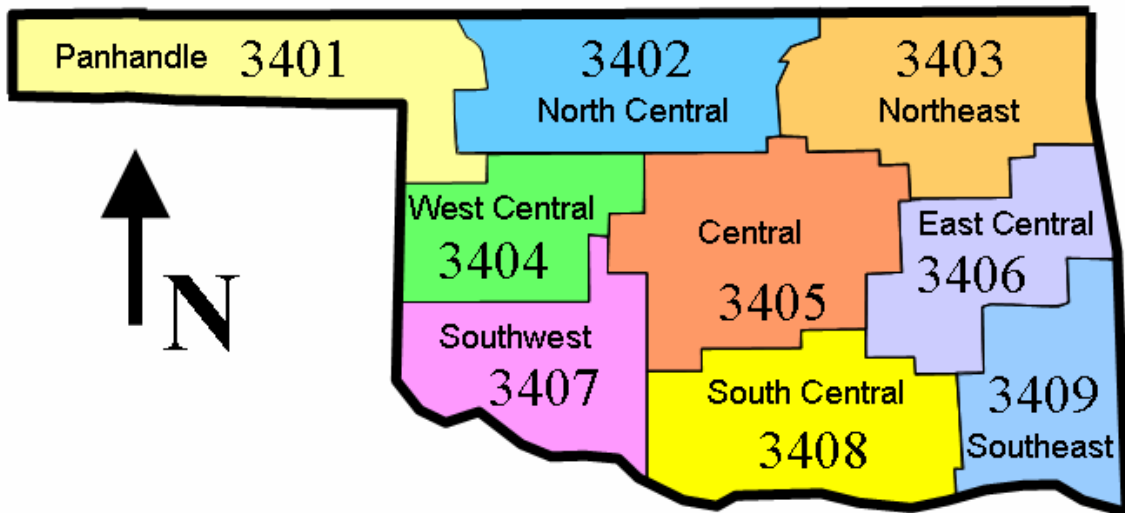 Panhandle 3401
3402
North Central
3403
Northeast
West Central
3404
Central
3405
East Central
3406
N
Southwest
3407
South Central
3408
3409
Southeast